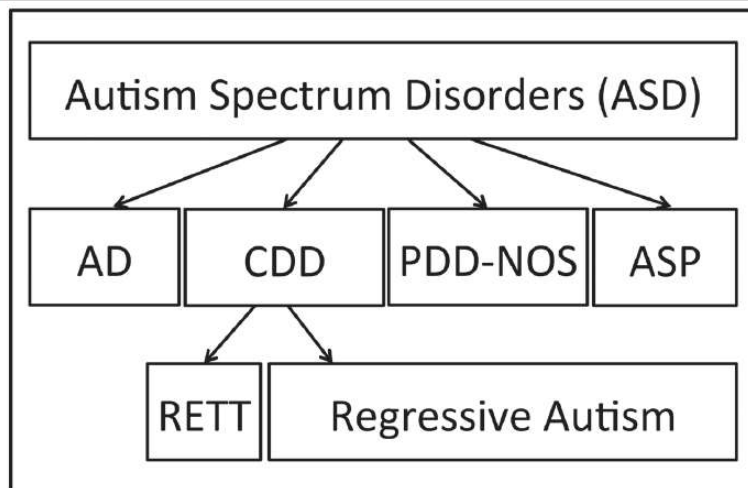 Autism Spectrum Disorders (ASD)
AD CDD PDD-NOS ASP
RETT Regressive Autism